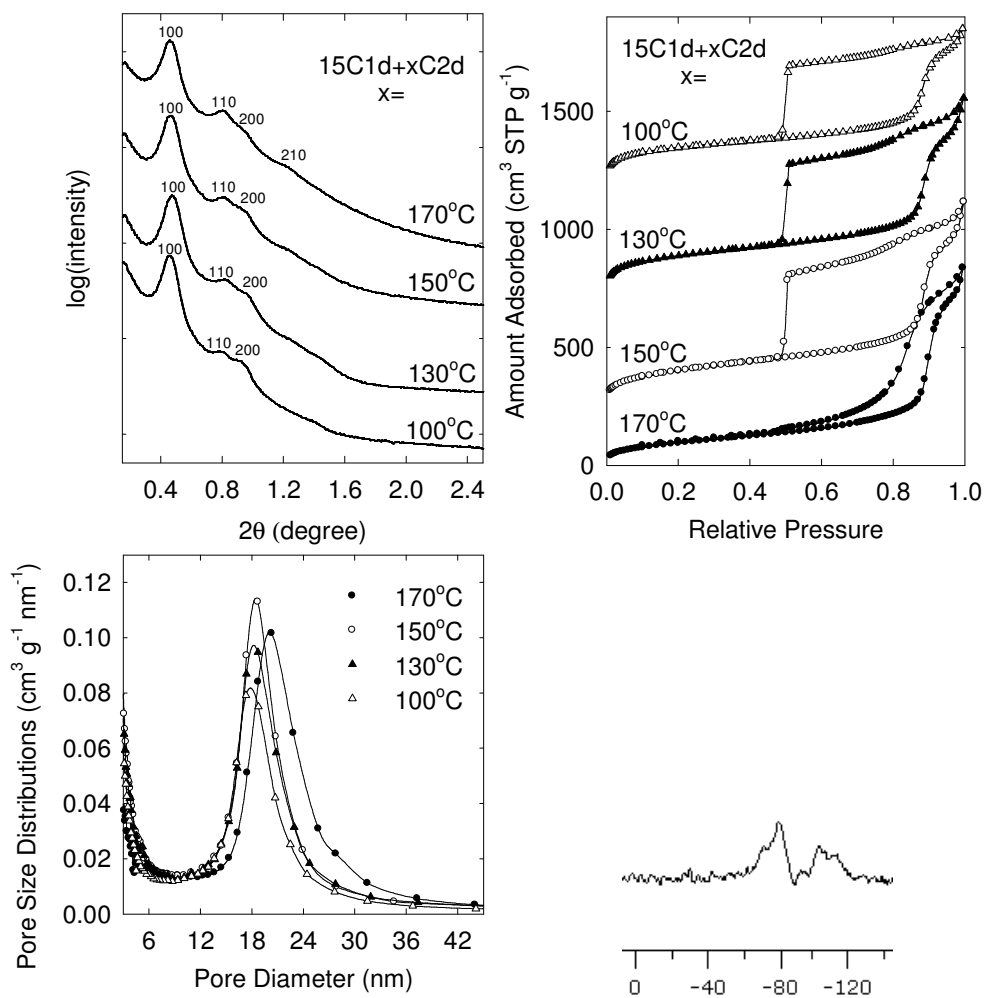 100
110
200
210
170°C
100
110
200
150°C
100
110
200
130°C
100
110
200
100°C
15C1d+xC2d
x=
log(intensity)
0.4 0.8 1.2 1.6 2.0 2.4
2θ (degree)
15C1d+xC2d
x=
100°C
130°C
150°C
170°C
Amount Adsorbed (cm³ STP g⁻¹)
1500
1000
500
0
0.0 0.2 0.4 0.6 0.8 1.0
Relative Pressure
Pore Size Distributions (cm³ g⁻¹ nm⁻¹)
0.12
0.10
0.08
0.06
0.04
0.02
0.00
170°C
150°C
130°C
100°C
6 12 18 24 30 36 42
Pore Diameter (nm)
0 -40 -80 -120